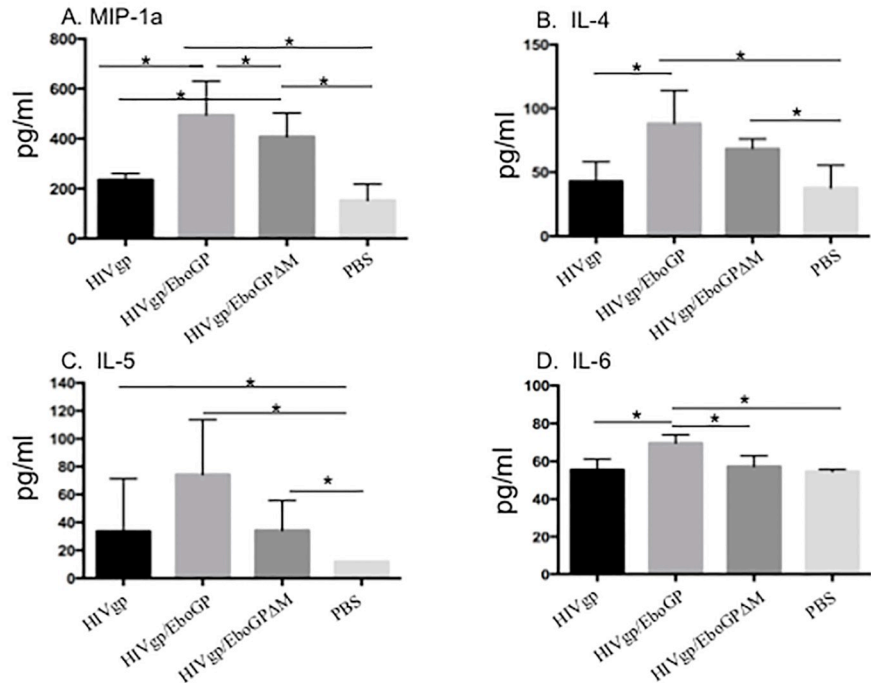 A. MIP-1a
pg/ml
800
600
400
200
0
*
*
*
*
*
HIVgp
HIVgp/EboGP
HIVgp/EboGPΔM
PBS
B. IL-4
pg/ml
150
100
50
0
*
*
*
HIVgp
HIVgp/EboGP
HIVgp/EboGPΔM
PBS
C. IL-5
pg/ml
140
120
100
80
60
40
20
0
*
*
*
HIVgp
HIVgp/EboGP
HIVgp/EboGPΔM
PBS
D. IL-6
pg/ml
100
80
60
40
20
0
*
*
*
HIVgp
HIVgp/EboGP
HIVgp/EboGPΔM
PBS